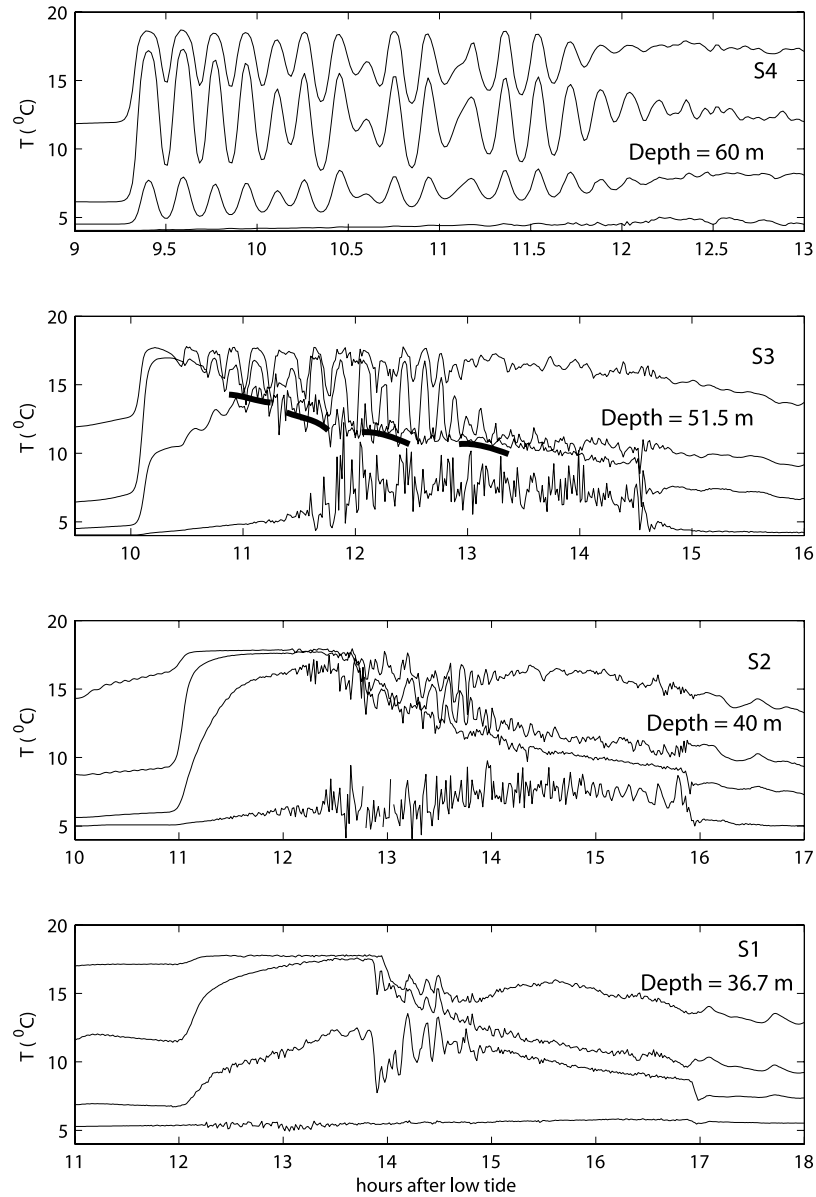 20
15
10
5
T ( ⁰C)
S4
Depth = 60 m
9 9.5 10 10.5 11 11.5 12 12.5 13
20
15
10
5
T ( ⁰C)
S3
Depth = 51.5 m
10 11 12 13 14 15 16
20
15
10
5
T ( ⁰C)
S2
Depth = 40 m
10 11 12 13 14 15 16 17
20
15
10
5
T ( ⁰C)
S1
Depth = 36.7 m
11 12 13 14 15 16 17 18
hours after low tide